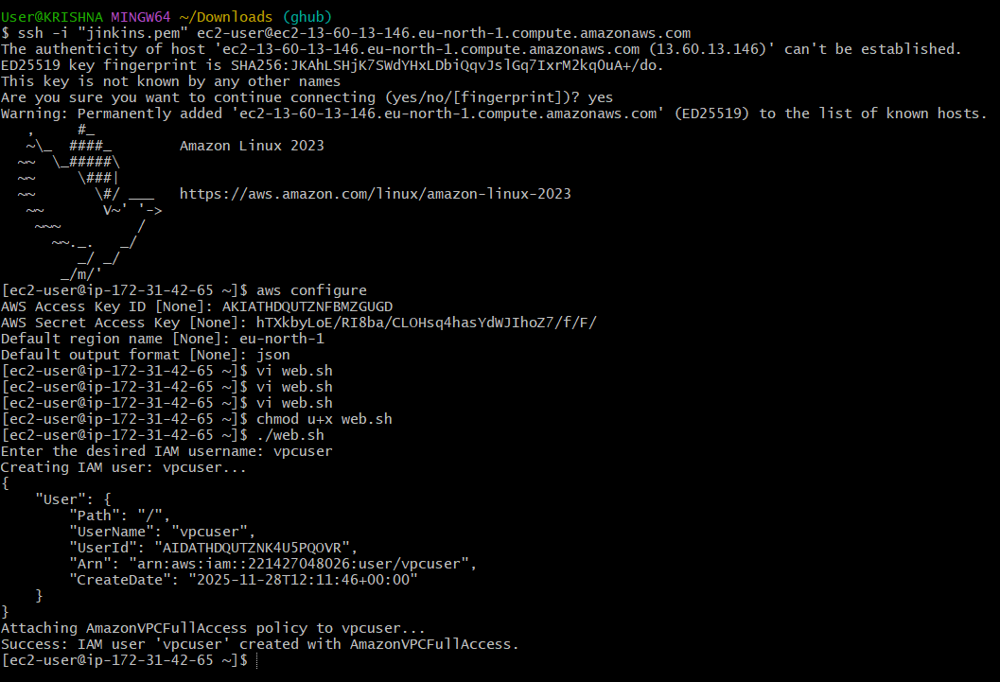 User@KRISHNA MINGW64 ~/Downloads (ghub)
$ ssh -i "jinkins.pem" ec2-user@ec2-13-60-13-146.eu-north-1.compute.amazonaws.com
The authenticity of host 'ec2-13-60-13-146.eu-north-1.compute.amazonaws.com (13.60.13.146)' can't be established.
ED25519 key fingerprint is SHA256:JKAhLSHjK7SWdYHxLDbiQqvJslGq7IxrM2kq0uA+/do.
This key is not known by any other names
Are you sure you want to continue connecting (yes/no/[fingerprint])? yes
Warning: Permanently added 'ec2-13-60-13-146.eu-north-1.compute.amazonaws.com' (ED25519) to the list of known hosts.
   ,     #_
   ~\_  ####_        Amazon Linux 2023
  ~~  \_#####\
  ~~     \###|
  ~~       \#/ ___   https://aws.amazon.com/linux/amazon-linux-2023
   ~~       V~' '->
    ~~~         /
      ~~._.   _/
         _/ _/
       _/m/'
[ec2-user@ip-172-31-42-65 ~]$ aws configure
AWS Access Key ID [None]: AKIATHDQUTZNFBMZGUGD
AWS Secret Access Key [None]: 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
Default region name [None]: eu-north-1
Default output format [None]: json
[ec2-user@ip-172-31-42-65 ~]$ vi web.sh
[ec2-user@ip-172-31-42-65 ~]$ vi web.sh
[ec2-user@ip-172-31-42-65 ~]$ vi web.sh
[ec2-user@ip-172-31-42-65 ~]$ chmod u+x web.sh
[ec2-user@ip-172-31-42-65 ~]$ ./web.sh
Enter the desired IAM username: vpcuser
Creating IAM user: vpcuser...
{
    "User": {
        "Path": "/",
        "UserName": "vpcuser",
        "UserId": "AIDATHDQUTZNK4U5PQOVR",
        "Arn": "arn:aws:iam::221427048026:user/vpcuser",
        "CreateDate": "2025-11-28T12:11:46+00:00"
    }
}
Attaching AmazonVPCFullAccess policy to vpcuser...
Success: IAM user 'vpcuser' created with AmazonVPCFullAccess.
[ec2-user@ip-172-31-42-65 ~]$